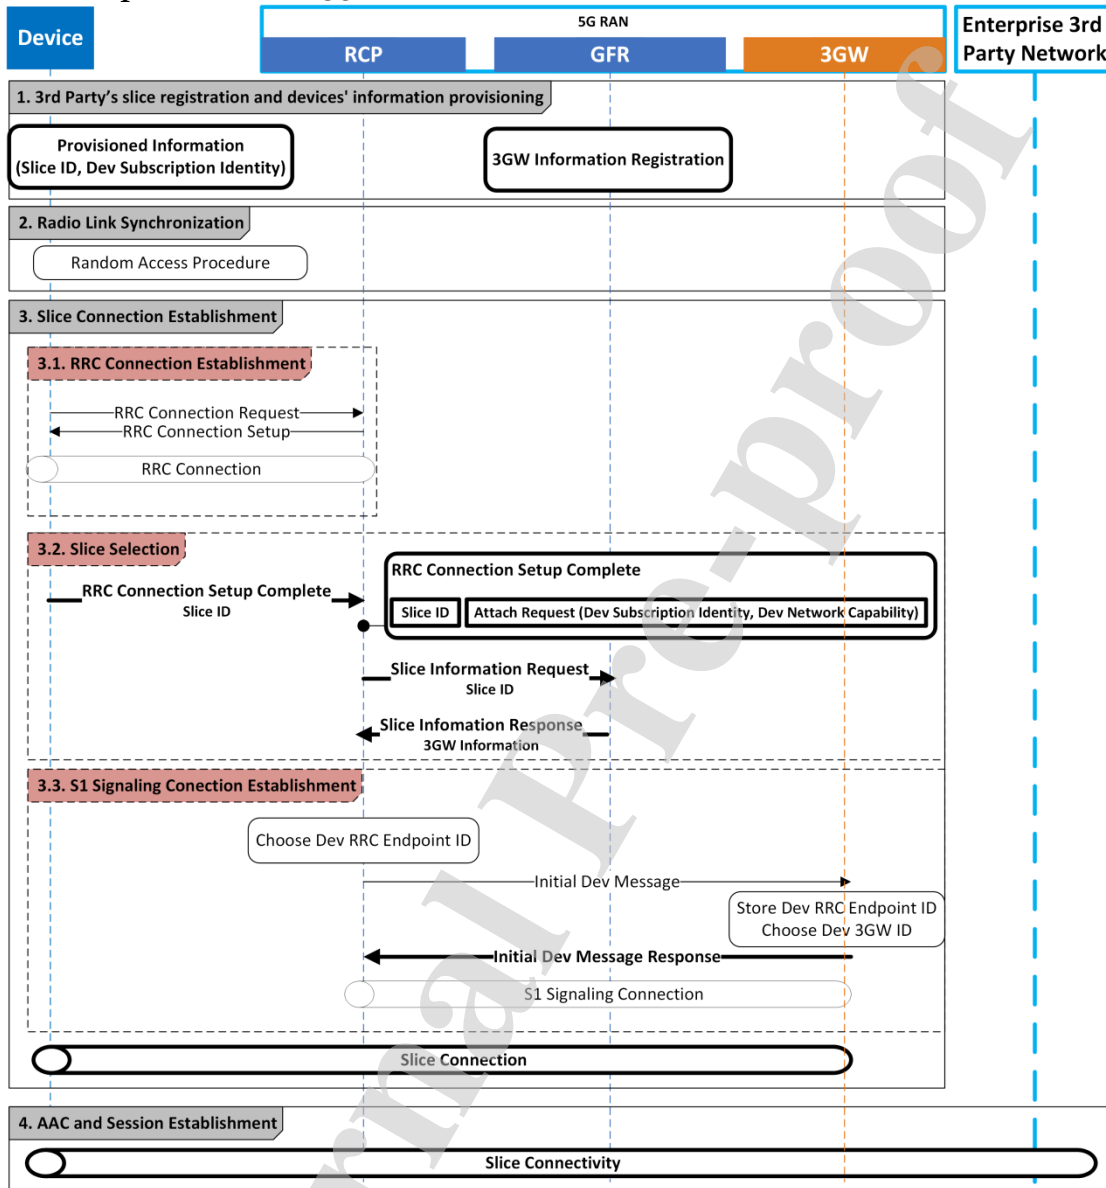 5G RAN
Device
RCP
GFR
3GW
Enterprise 3rd
Party Network
1. 3rd Party's slice registration and devices' information provisioning
Provisioned Information
(Slice ID, Dev Subscription Identity)
3GW Information Registration
2. Radio Link Synchronization
Random Access Procedure
3. Slice Connection Establishment
3.1. RRC Connection Establishment
RRC Connection Request
RRC Connection Setup
RRC Connection
3.2. Slice Selection
RRC Connection Setup Complete
Slice ID
RRC Connection Setup Complete
Slice ID
Attach Request (Dev Subscription Identity, Dev Network Capability)
Slice Information Request
Slice ID
Slice Infomation Response
3GW Information
3.3. S1 Signaling Conection Establishment
Choose Dev RRC Endpoint ID
Initial Dev Message
Store Dev RRC Endpoint ID
Choose Dev 3GW ID
Initial Dev Message Response
S1 Signaling Connection
Slice Connection
4. AAC and Session Establishment
Slice Connectivity
rnal Pre-proof